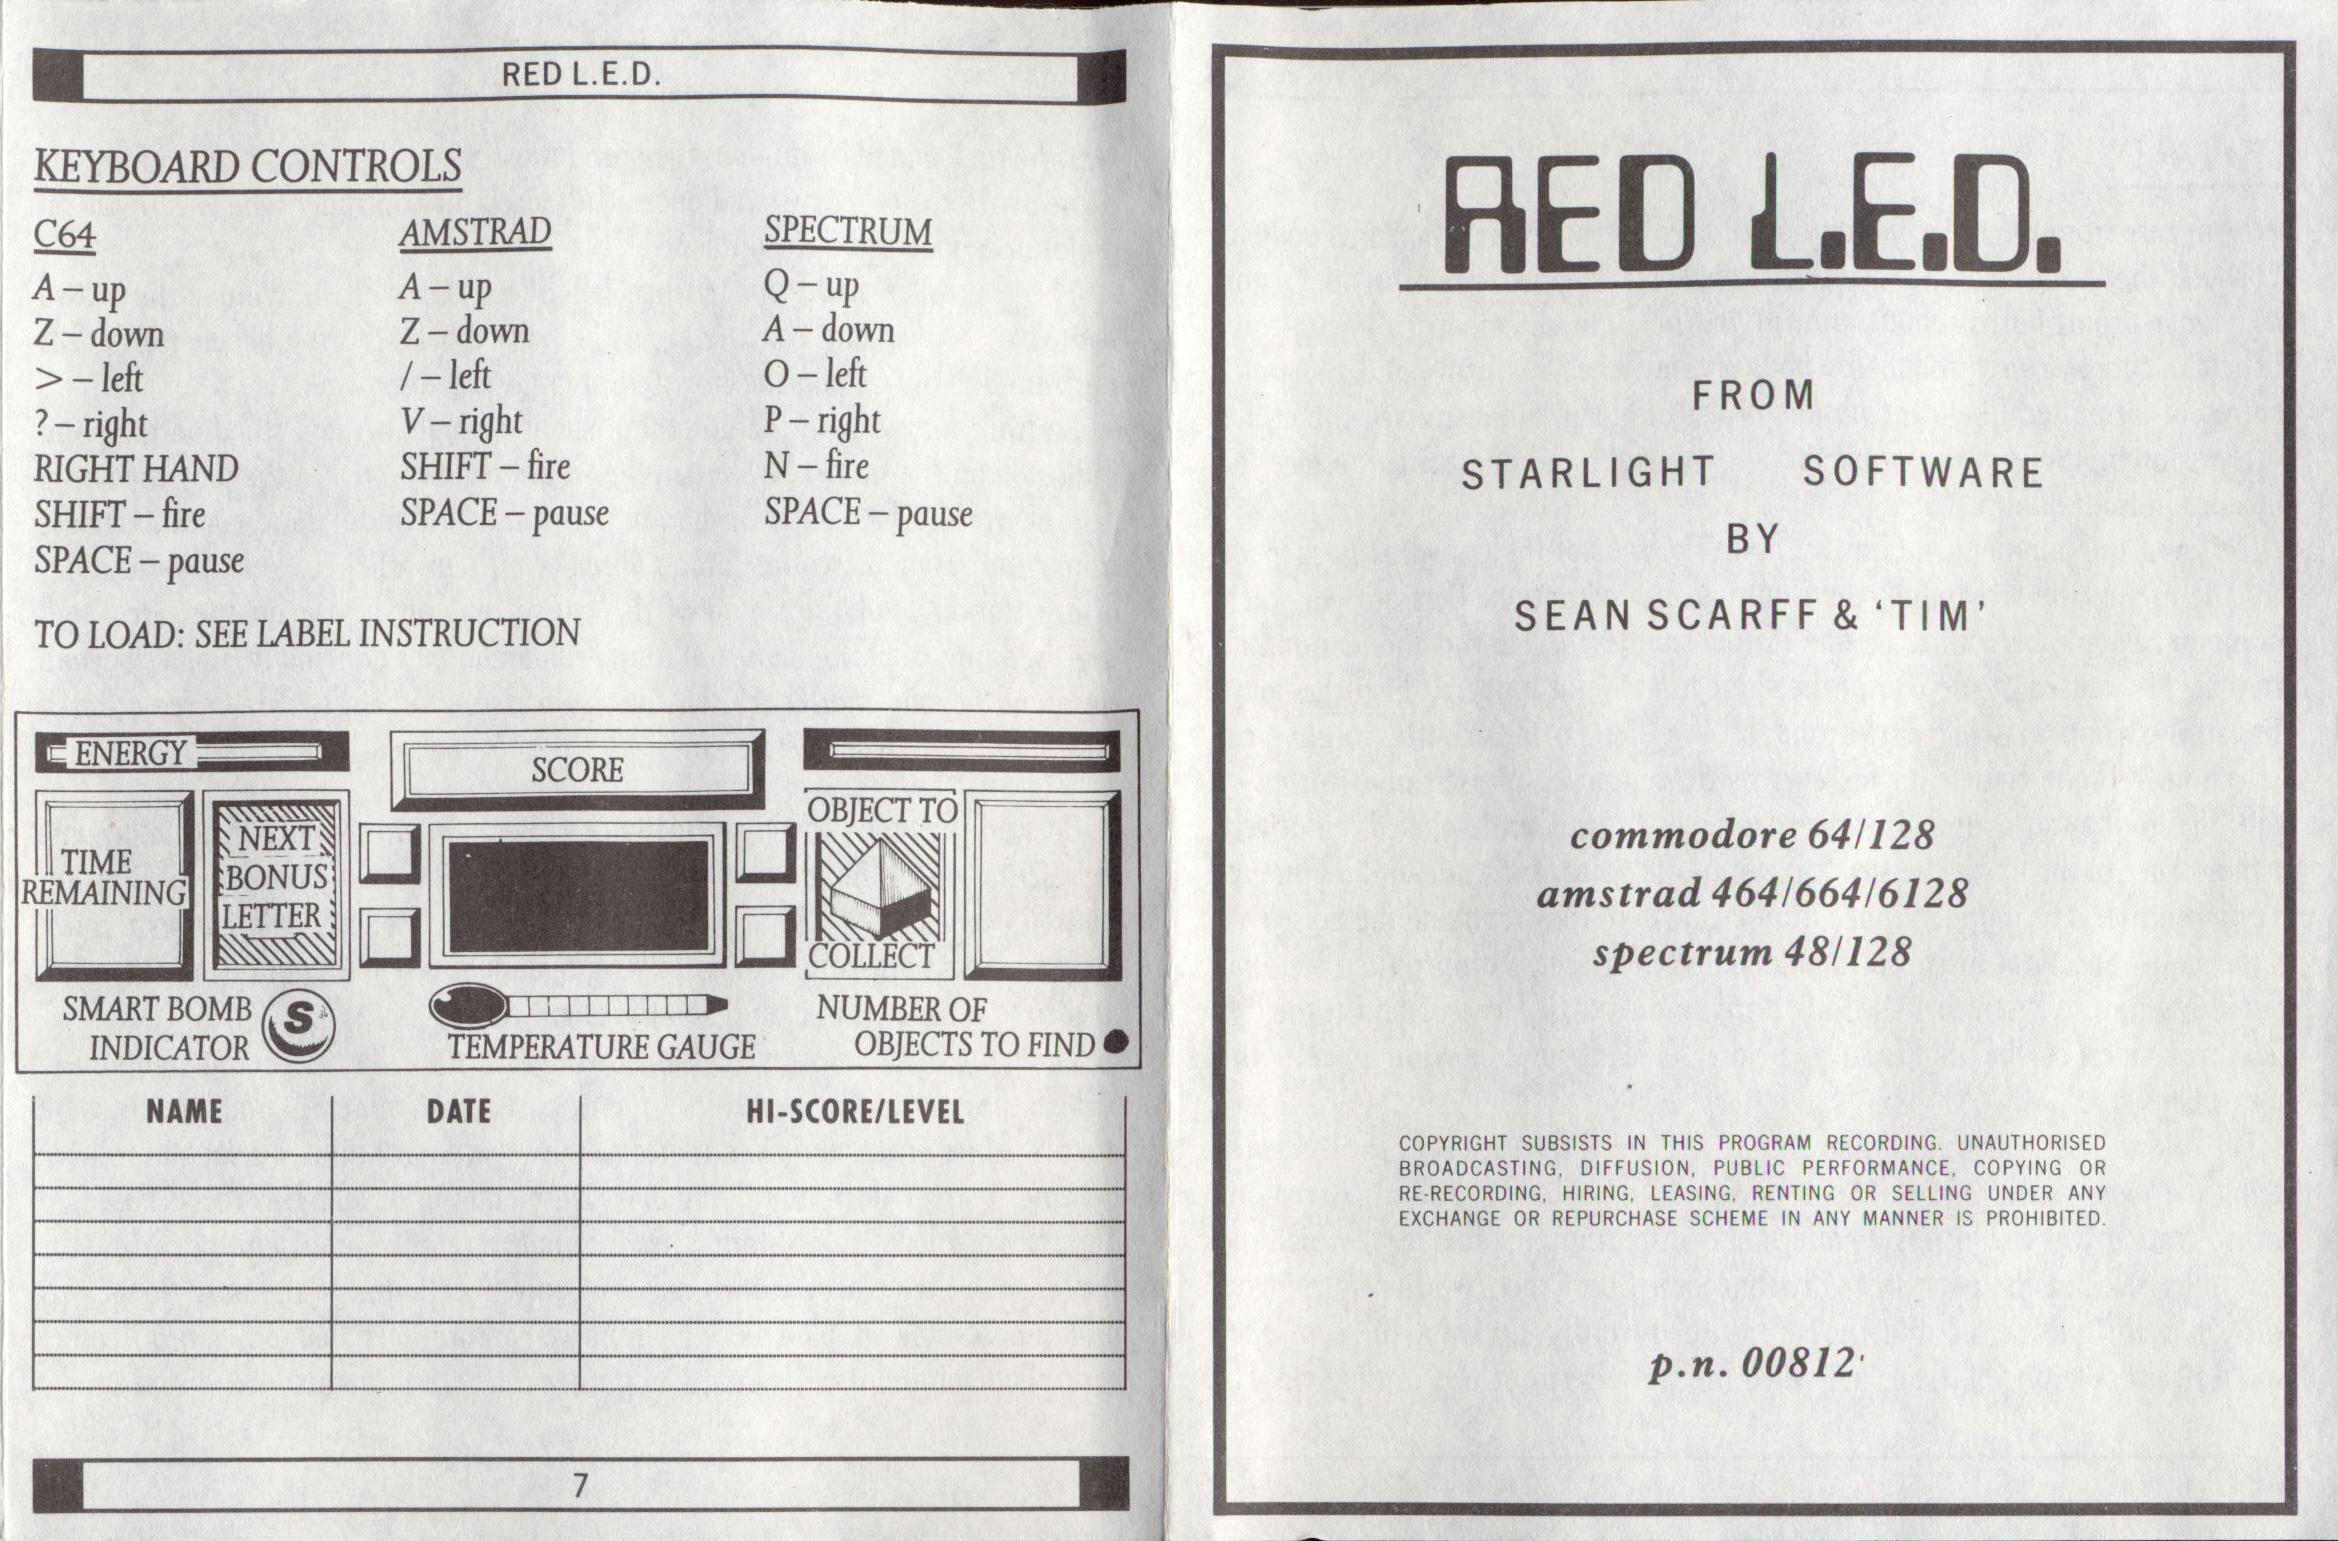 RED L.E.D.
KEYBOARD CONTROLS
C64
A – up
Z – down
> – left
? – right
RIGHT HAND
SHIFT – fire
SPACE – pause
AMSTRAD
A – up
Z – down
/ – left
V – right
SHIFT – fire
SPACE – pause
SPECTRUM
Q – up
A – down
O – left
P – right
N – fire
SPACE – pause
TO LOAD: SEE LABEL INSTRUCTION
ENERGY
SCORE
TIME
REMAINING
NEXT
BONUS
LETTER
OBJECT TO
COLLECT
SMART BOMB
INDICATOR
S
TEMPERATURE GAUGE
NUMBER OF
OBJECTS TO FIND
NAME DATE HI-SCORE/LEVEL
7
RED L.E.D.
FROM
STARLIGHT SOFTWARE
BY
SEAN SCARFF & ‘TIM’
commodore 64/128
amstrad 464/664/6128
spectrum 48/128
COPYRIGHT SUBSISTS IN THIS PROGRAM RECORDING. UNAUTHORISED
BROADCASTING, DIFFUSION, PUBLIC PERFORMANCE, COPYING OR
RE-RECORDING, HIRING, LEASING, RENTING OR SELLING UNDER ANY
EXCHANGE OR REPURCHASE SCHEME IN ANY MANNER IS PROHIBITED.
p.n. 00812